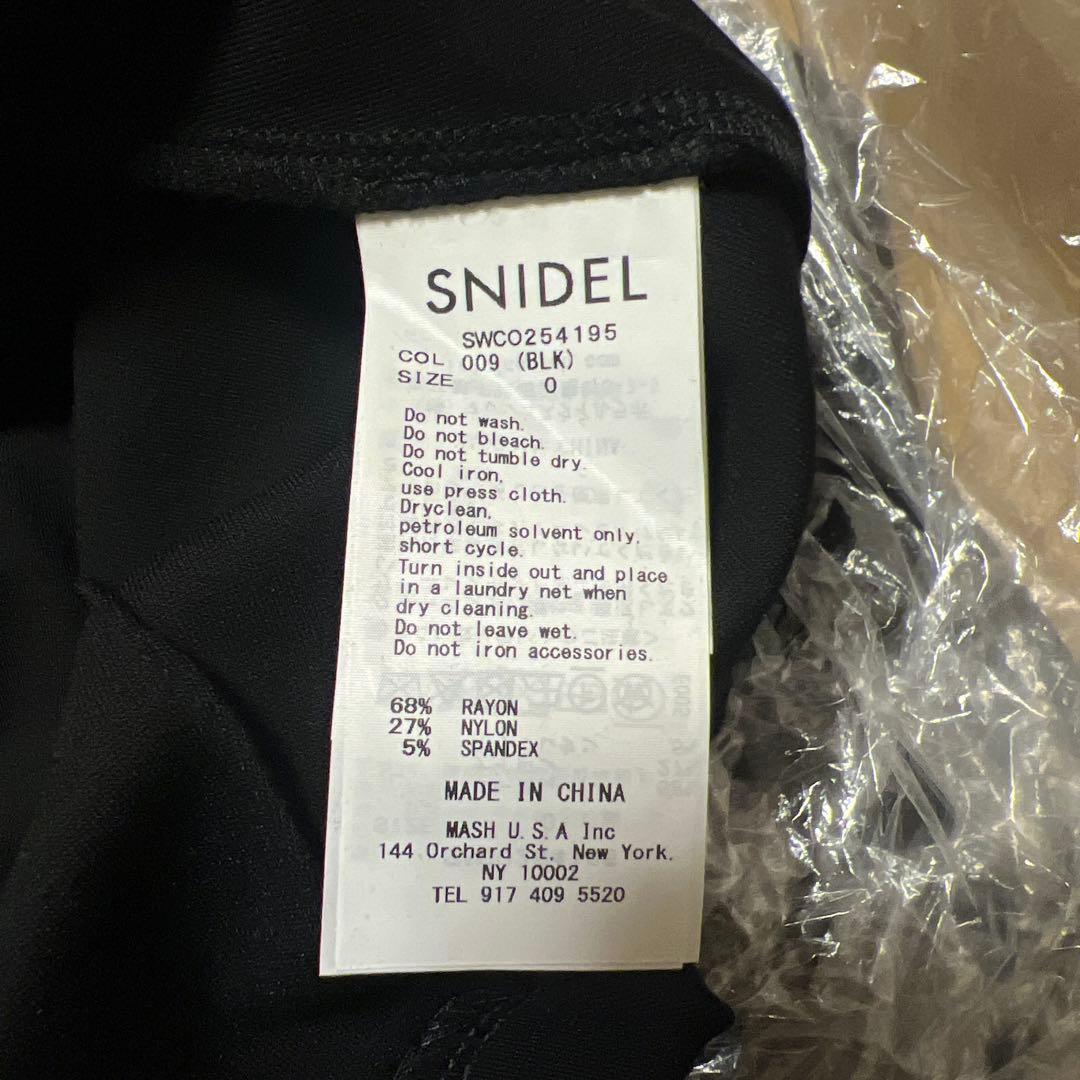 SNIDEL
SWCO254195
COL 009 (BLK)
SIZE 0
Do not wash.
Do not bleach.
Do not tumble dry.
Cool iron,
use press cloth.
Dryclean,
petroleum solvent only,
short cycle.
Turn inside out and place
in a laundry net when
dry cleaning.
Do not leave wet.
Do not iron accessories.
68% RAYON
27% NYLON
5% SPANDEX
MADE IN CHINA
MASH U.S.A Inc
144 Orchard St, New York,
NY 10002
TEL 917 409 5520